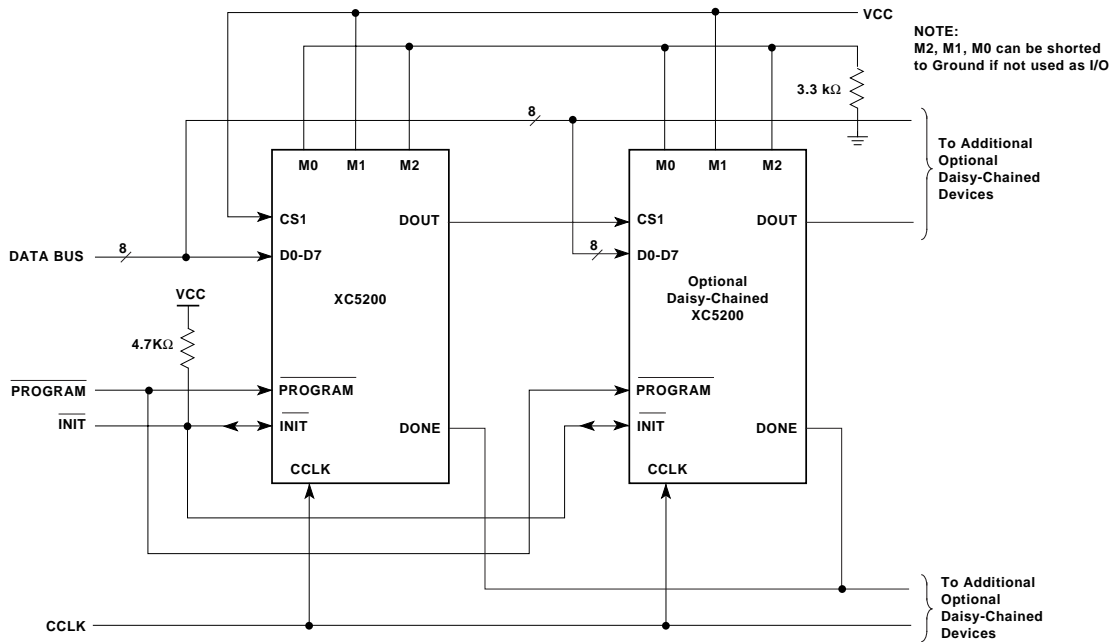 VCC
NOTE:
M2, M1, M0 can be shorted
to Ground if not used as I/O
3.3 kΩ
8
M0 M1 M2
M0 M1 M2
To Additional
Optional
Daisy-Chained
Devices
CS1
DOUT
CS1
DOUT
DATA BUS
8
D0-D7
8
D0-D7
VCC
XC5200
Optional
Daisy-Chained
XC5200
4.7KΩ
PROGRAM
PROGRAM
PROGRAM
INIT
INIT
DONE
INIT
DONE
CCLK
CCLK
To Additional
Optional
Daisy-Chained
Devices
CCLK